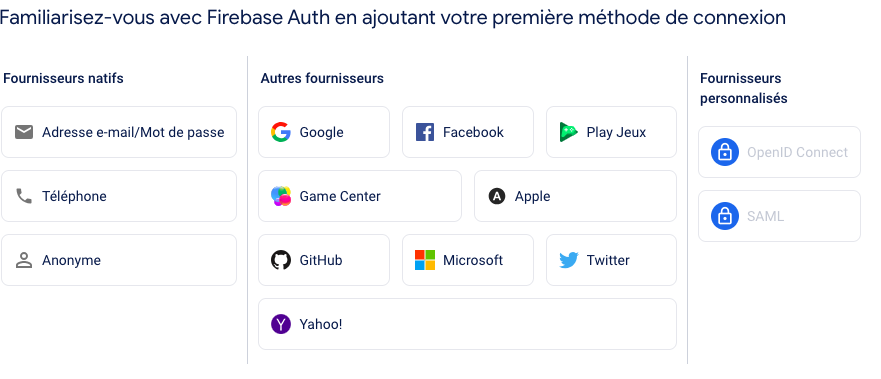 Familiarisez-vous avec Firebase Auth en ajoutant votre première méthode de connexion
Fournisseurs natifs
Adresse e-mail/Mot de passe
Téléphone
Anonyme
Autres fournisseurs
Google
Facebook
Play Jeux
Game Center
Apple
GitHub
Microsoft
Twitter
Yahoo!
Fournisseurs
personnalisés
OpenID Connect
SAML